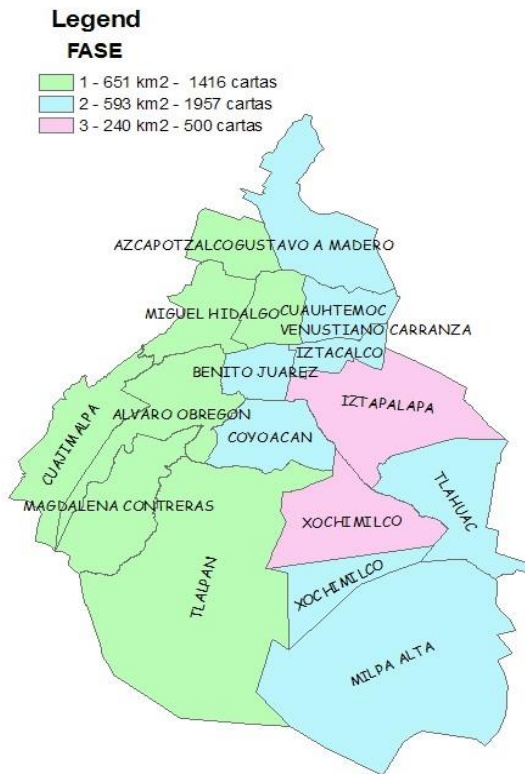 Legend
FASE
1 - 651 km2 - 1416 cartas
2 - 593 km2 - 1957 cartas
3 - 240 km2 - 500 cartas
AZCAPOTZALCO
GUSTAVO A MADERO
MIGUEL HIDALGO
CUAUHTEMOC
VENUSTIANO CARRANZA
IZTACALCO
BENITO JUAREZ
IZTAPALAPA
ALVARO OBREGON
COYOACAN
CUAJIMALPA
MAGDALENA CONTRERAS
TLAHUAC
XOCHIMILCO
TLALPAN
XOCHIMILCO
MILPA ALTA